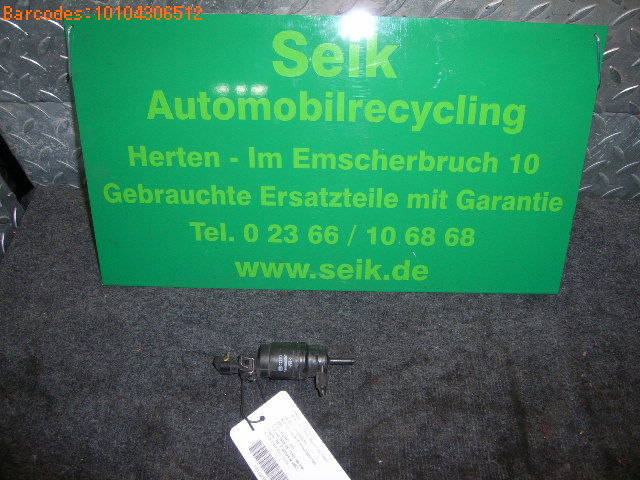 Barcodes:10104306512
Seik
Automobilrecycling
Herten - Im Emscherbruch 10
Gebrauchte Ersatzteile mit Garantie
Tel. 0 23 66 / 10 68 68
www.seik.de